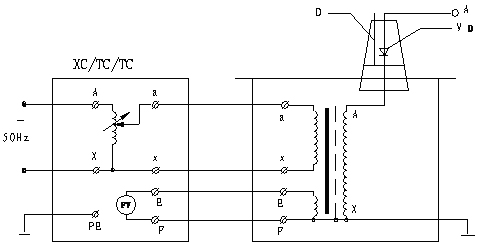 D
A
V D
XC/TC/TC
A
a
a
A
~
50Hz
X
x
x
PV
E
E
X
PE
F
F